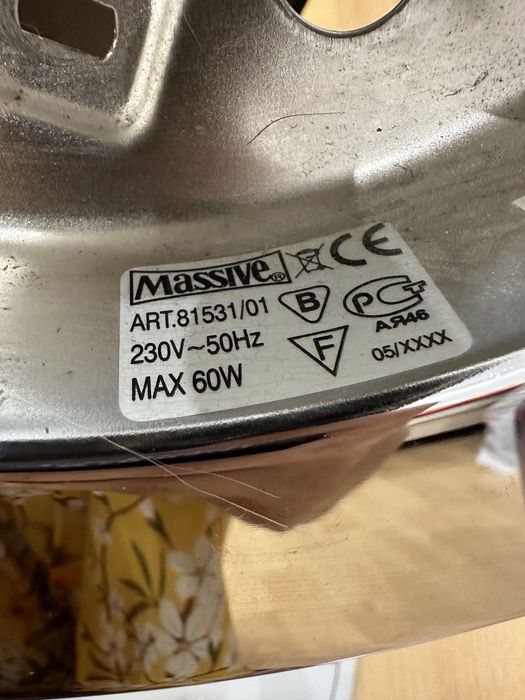 Massive®
CE
ART.81531/01
B
PCT
230V~50Hz
F
АЯ46
MAX 60W
05/XXXX